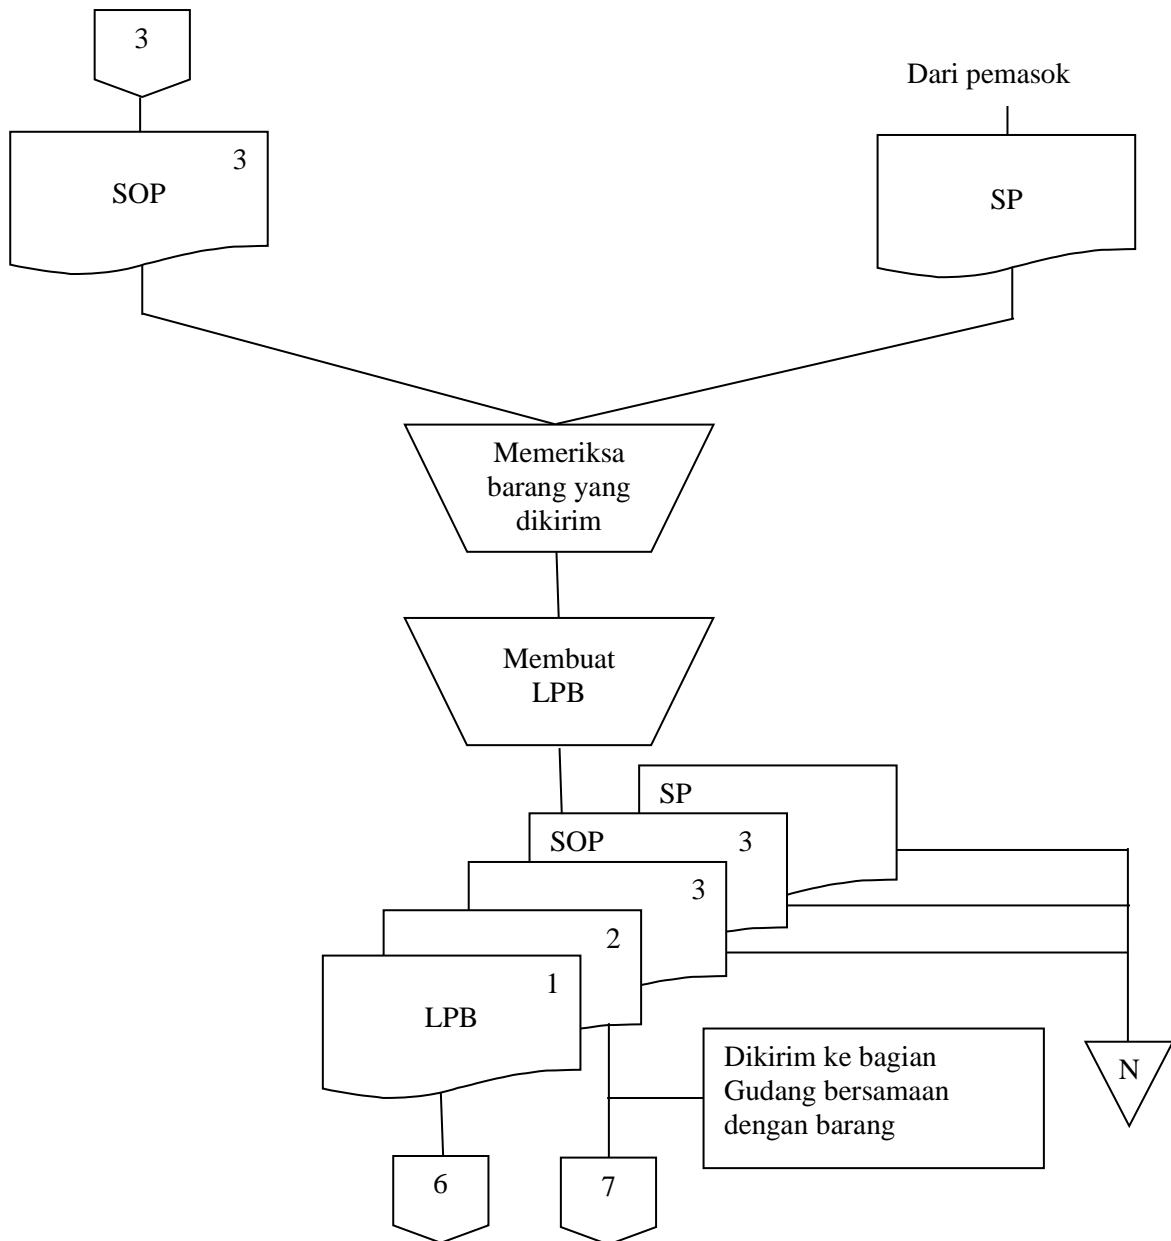 3
Dari pemasok
3
SOP
SP
Memeriksa
barang yang
dikirim
Membuat
LPB
SP
SOP
3
3
2
1
LPB
Dikirim ke bagian
Gudang bersamaan
dengan barang
N
6
7